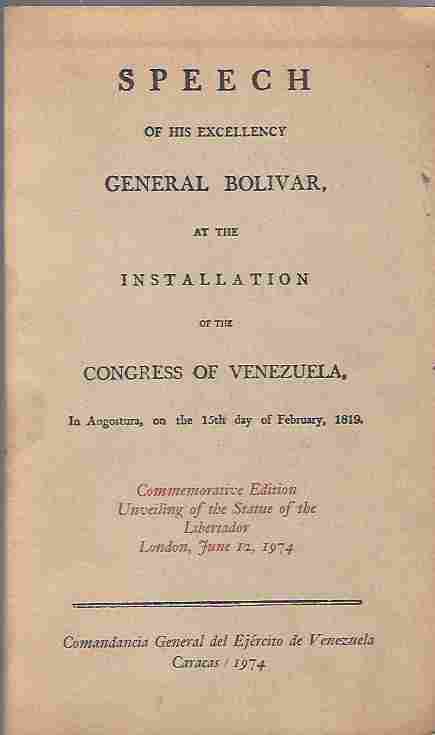 SPEECH
OF HIS EXCELLENCY
GENERAL BOLIVAR,
AT THE
INSTALLATION
OF THE
CONGRESS OF VENEZUELA,
In Angostura, on the 15th day of February, 1819.
Commemorative Edition
Unveiling of the Statue of the
Libertador
London, June 12, 1974
Comandancia General del Ejército de Venezuela
Caracas / 1974